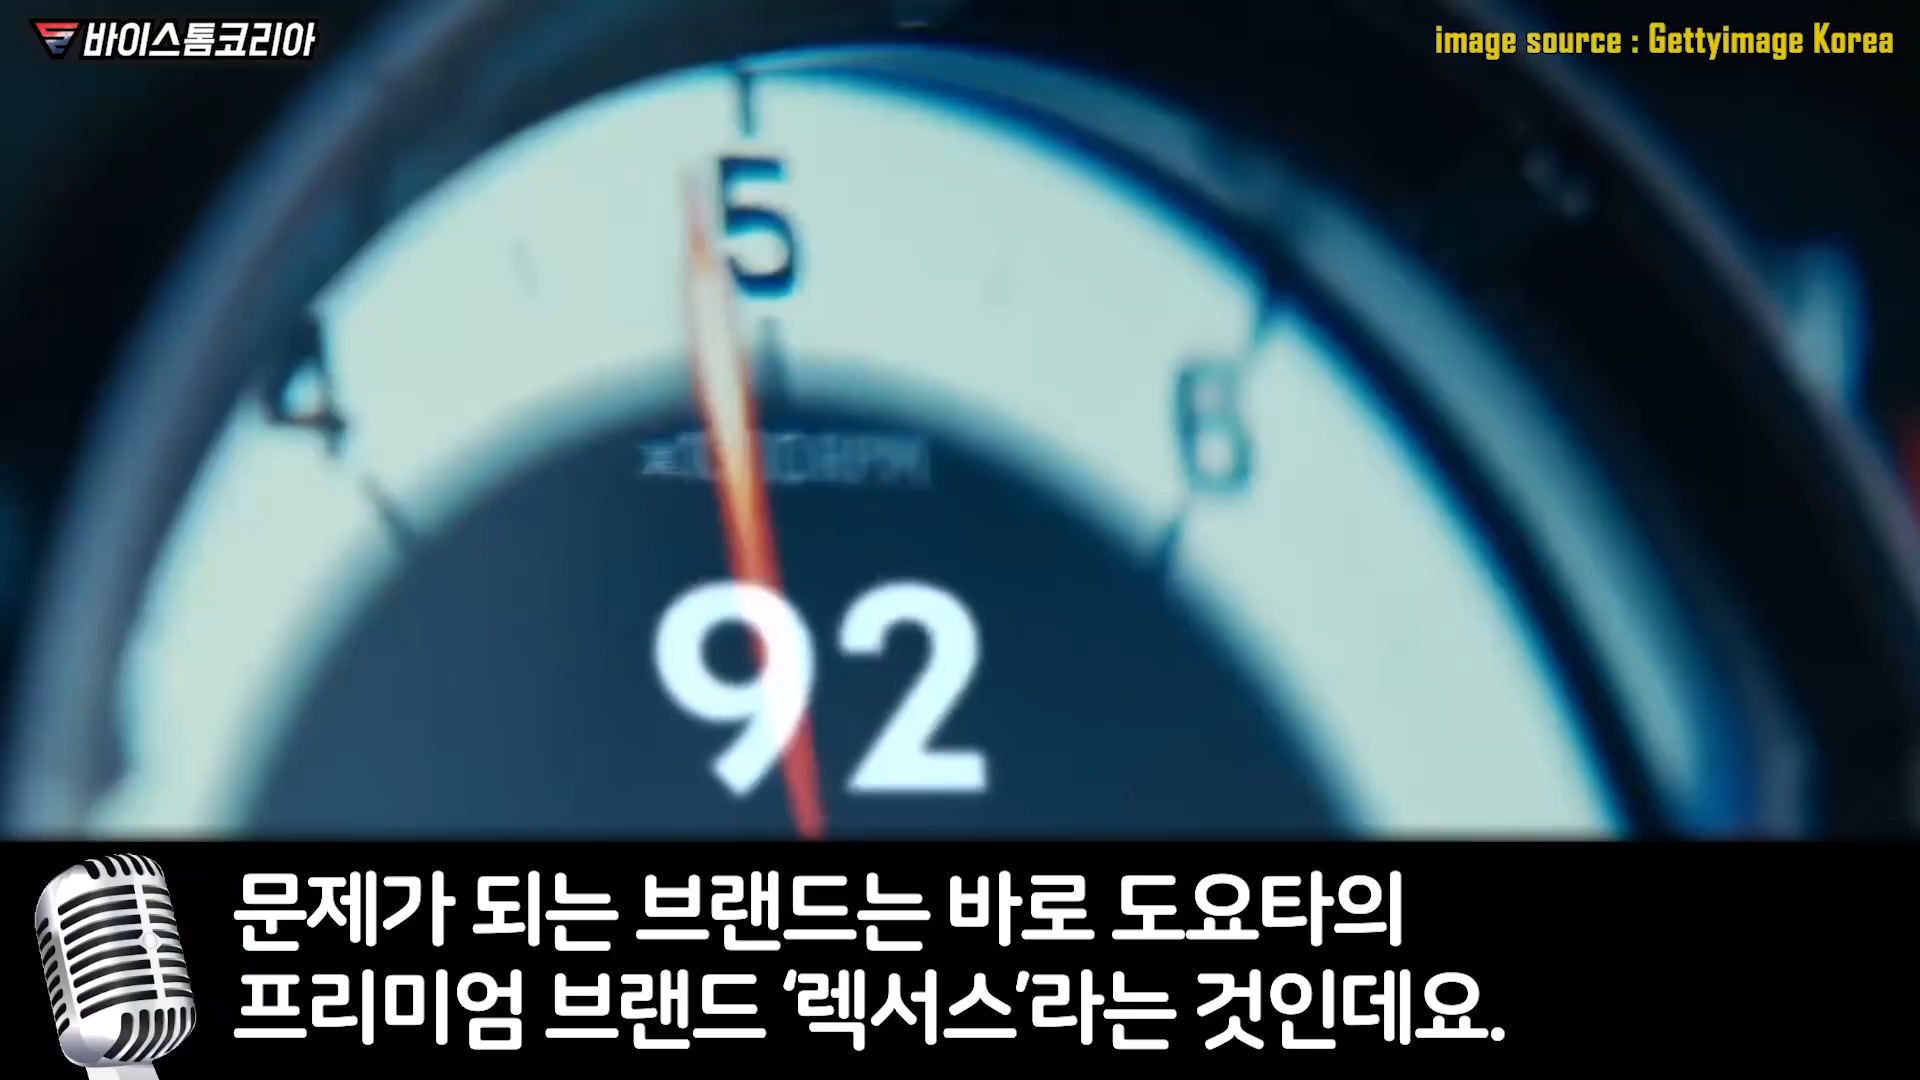 바이스톰코리아
image source : Gettyimage Korea
5
4
6
92
문제가 되는 브랜드는 바로 도요타의
프리미엄 브랜드 '렉서스'라는 것인데요.